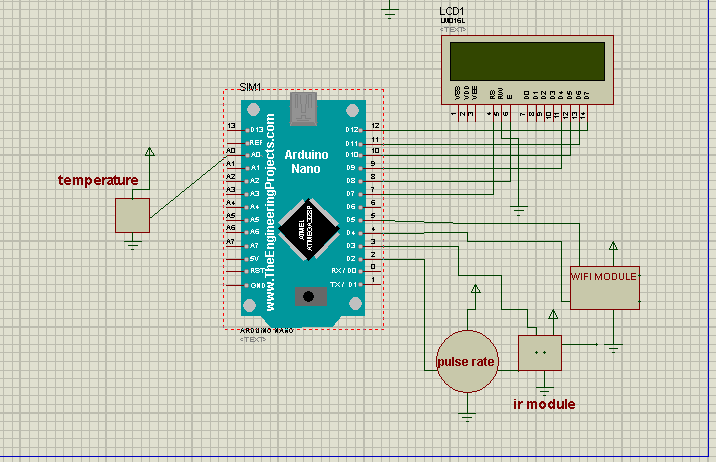 LCD1
LM016L
<TEXT>
VSS
VDD
VEE
RS
RW
E
D0
D1
D2
D3
D4
D5
D6
D7
1
2
3
4
5
6
7
8
9
10
11
12
13
14
SIM1
www.TheEngineeringProjects.com
Arduino
Nano
ATMEL
ATMEGA328P
13 D13
REF
A0 A0
A1 A1
A2 A2
A3 A3
A4 A4
A5 A5
A6 A6
A7 A7
5V
RST
GND
D12 12
D11 11
D10 10
D9 9
D8 8
D7 7
D6 6
D5 5
D4 4
D3 3
D2 2
RX / D0 0
TX / D1 1
ARDUINO NANO
<TEXT>
temperature
WIFI MODULE
pulse rate
ir module